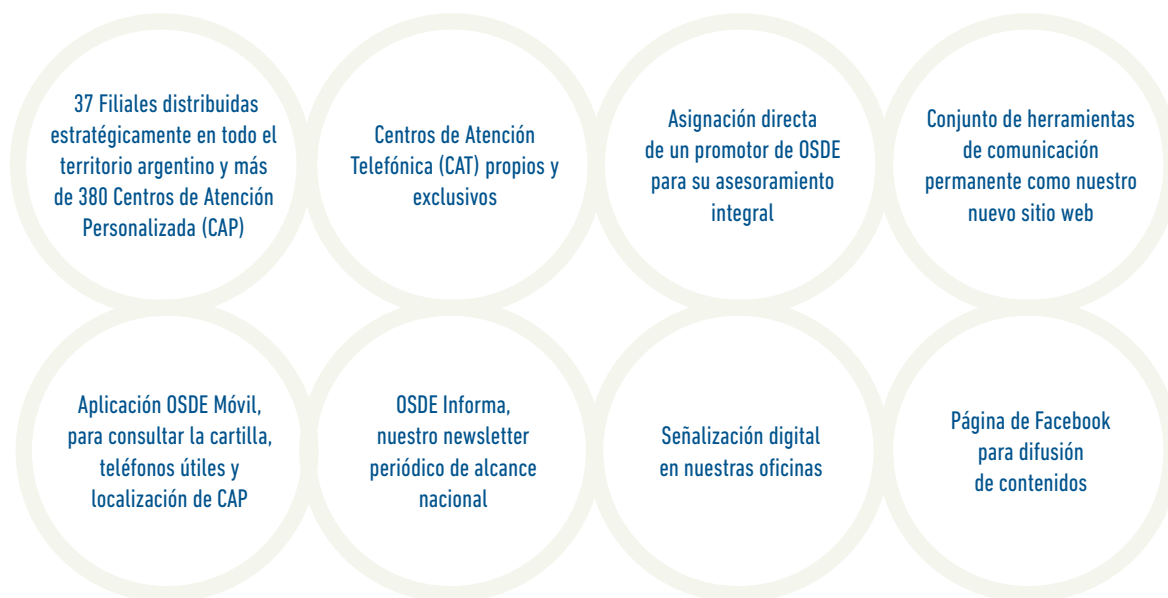 37 Filiales distribuidas
estratégicamente en todo el
territorio argentino y más
de 380 Centros de Atención
Personalizada (CAP)
Centros de Atención
Telefónica (CAT) propios y
exclusivos
Asignación directa
de un promotor de OSDE
para su asesoramiento
integral
Conjunto de herramientas
de comunicación
permanente como nuestro
nuevo sitio web
Aplicación OSDE Móvil,
para consultar la cartilla,
teléfonos útiles y
localización de CAP
OSDE Informa,
nuestro newsletter
periódico de alcance
nacional
Señalización digital
en nuestras oficinas
Página de Facebook
para difusión
de contenidos